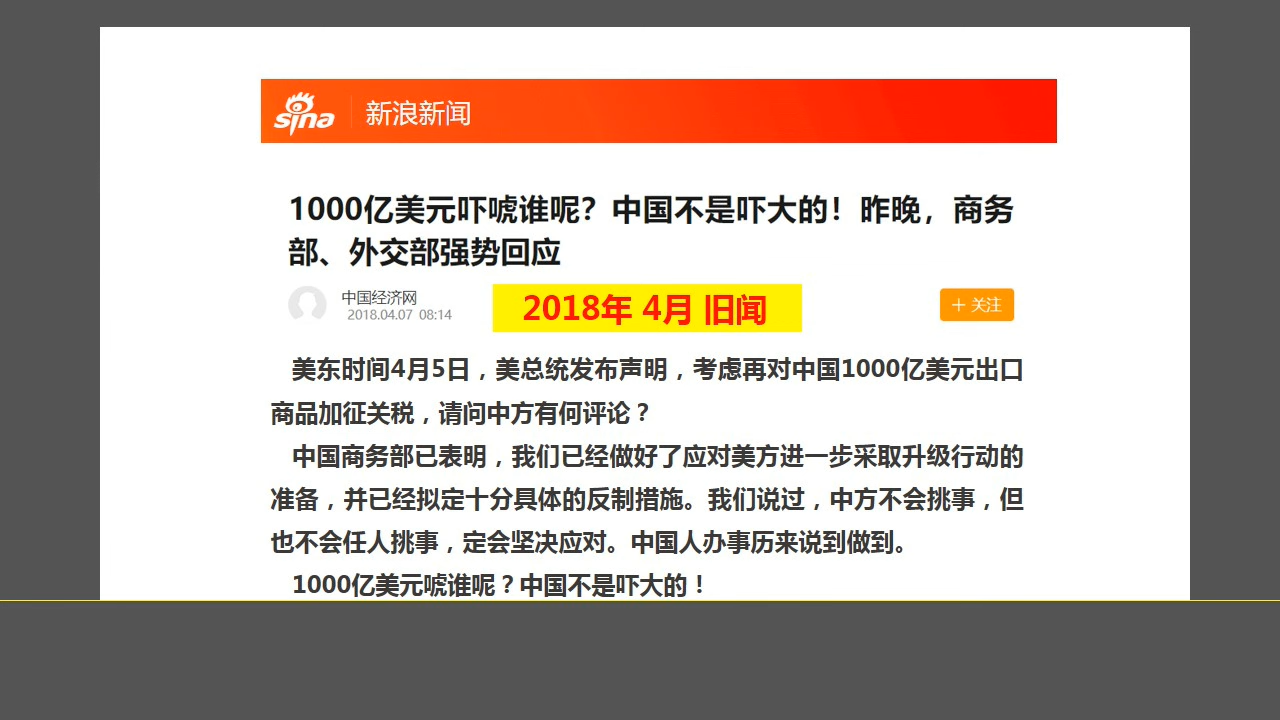 sina 新浪新闻
1000亿美元吓唬谁呢？中国不是吓大的！昨晚，商务
部、外交部强势回应
中国经济网
2018.04.07 08:14
2018年 4月 旧闻
+ 关注
美东时间4月5日，美总统发布声明，考虑再对中国1000亿美元出口
商品加征关税，请问中方有何评论？
中国商务部已表明，我们已经做好了应对美方进一步采取升级行动的
准备，并已经拟定十分具体的反制措施。我们说过，中方不会挑事，但
也不会任人挑事，定会坚决应对。中国人办事历来说到做到。
1000亿美元唬谁呢？中国不是吓大的！